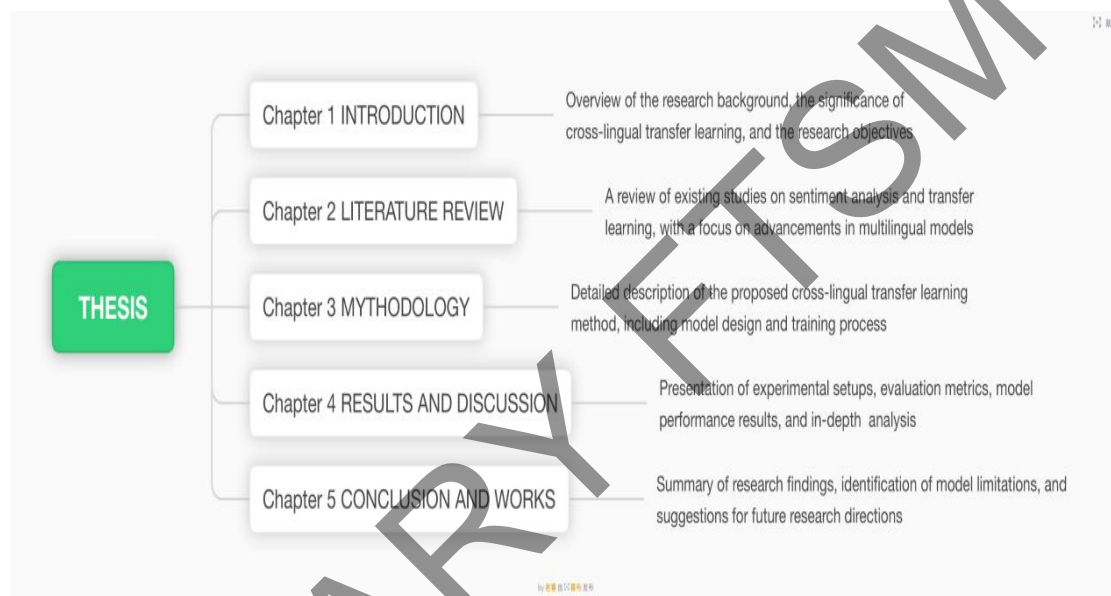 Chapter 1 INTRODUCTION
Overview of the research background, the significance of
cross-lingual transfer learning, and the research objectives
Chapter 2 LITERATURE REVIEW
A review of existing studies on sentiment analysis and transfer
learning, with a focus on advancements in multilingual models
THESIS
Chapter 3 MYTHODOLOGY
Detailed description of the proposed cross-lingual transfer learning
method, including model design and training process
Chapter 4 RESULTS AND DISCUSSION
Presentation of experimental setups, evaluation metrics, model
performance results, and in-depth analysis
Chapter 5 CONCLUSION AND WORKS
Summary of research findings, identification of model limitations, and
suggestions for future research directions
ARY FTSM
by